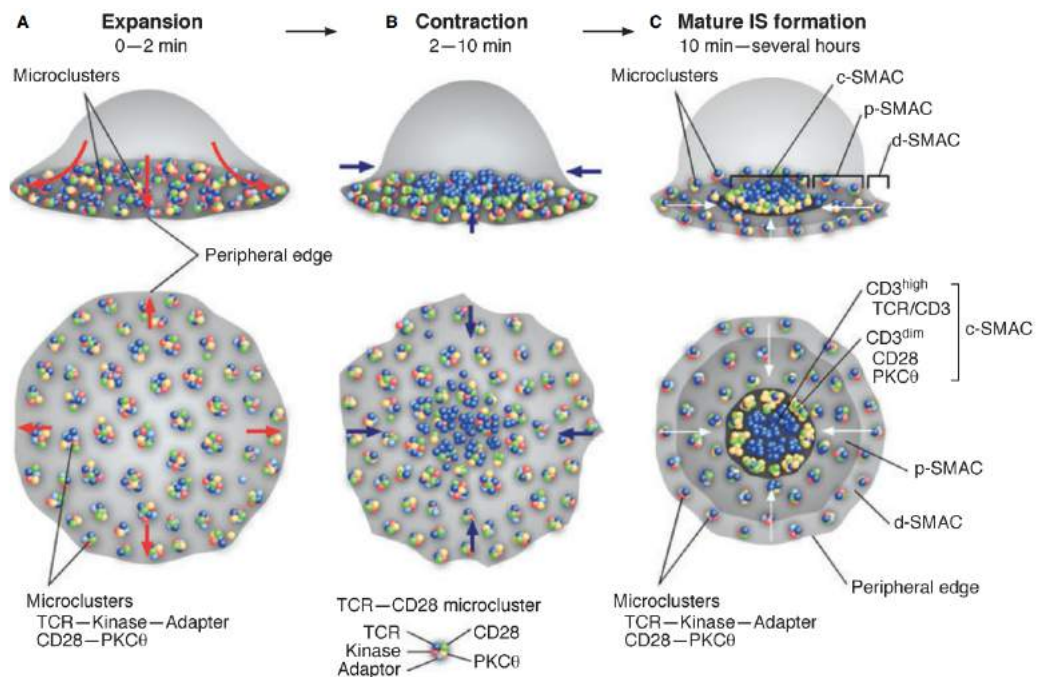 A Expansion
0–2 min
B Contraction
2–10 min
C Mature IS formation
10 min–several hours
Microclusters
Microclusters
c-SMAC
p-SMAC
d-SMAC
Peripheral edge
CD3high
TCR/CD3
CD3dim
CD28
PKCθ
c-SMAC
p-SMAC
d-SMAC
Peripheral edge
Microclusters
TCR–Kinase–Adapter
CD28–PKCθ
TCR–CD28 microcluster
TCR
Kinase
Adaptor
CD28
PKCθ
Microclusters
TCR–Kinase–Adapter
CD28–PKCθ